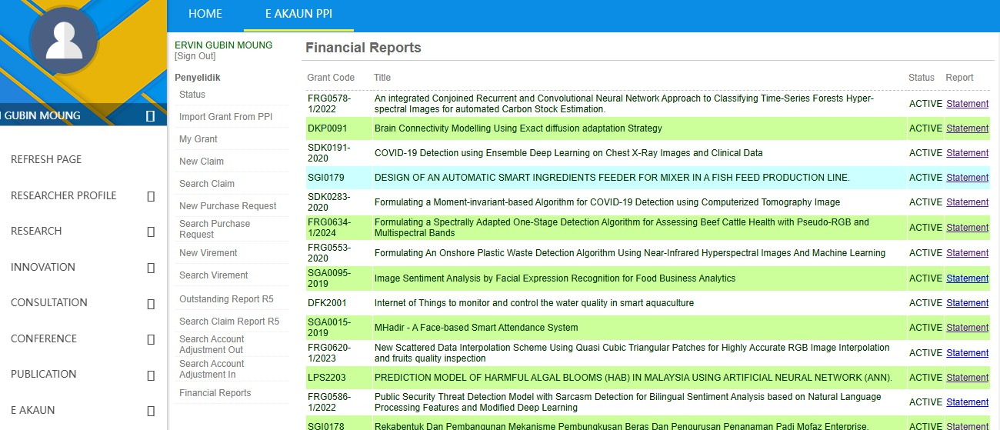 HOME
E AKAUN PPI
GUBIN MOUNG
REFRESH PAGE
RESEARCHER PROFILE
RESEARCH
INNOVATION
CONSULTATION
CONFERENCE
PUBLICATION
E AKAUN
ERVIN GUBIN MOUNG
[Sign Out]
Penyelidik
Status
Import Grant From PPI
My Grant
New Claim
Search Claim
New Purchase Request
Search Purchase
Request
New Virement
Search Virement
Outstanding Report R5
Search Claim Report R5
Search Account
Adjustment Out
Search Account
Adjustment In
Financial Reports
Financial Reports
Grant Code Title Status Report
FRG0578-
1/2022
An integrated Conjoined Recurrent and Convolutional Neural Network Approach to Classifying Time-Series Forests Hyper-
spectral Images for automated Carbon Stock Estimation.
ACTIVE Statement
DKP0091 Brain Connectivity Modelling Using Exact diffusion adaptation Strategy ACTIVE Statement
SDK0191-
2020
COVID-19 Detection using Ensemble Deep Learning on Chest X-Ray Images and Clinical Data ACTIVE Statement
SGI0179 DESIGN OF AN AUTOMATIC SMART INGREDIENTS FEEDER FOR MIXER IN A FISH FEED PRODUCTION LINE. ACTIVE Statement
SDK0283-
2020
Formulating a Moment-invariant-based Algorithm for COVID-19 Detection using Computerized Tomography Image ACTIVE Statement
FRG0634-
1/2024
Formulating a Spectrally Adapted One-Stage Detection Algorithm for Assessing Beef Cattle Health with Pseudo-RGB and
Multispectral Bands
ACTIVE Statement
FRG0553-
2020
Formulating An Onshore Plastic Waste Detection Algorithm Using Near-Infrared Hyperspectral Images And Machine Learning ACTIVE Statement
SGA0095-
2019
Image Sentiment Analysis by Facial Expression Recognition for Food Business Analytics ACTIVE Statement
DFK2001 Internet of Things to monitor and control the water quality in smart aquaculture ACTIVE Statement
SGA0015-
2019
MHadir - A Face-based Smart Attendance System ACTIVE Statement
FRG0620-
1/2023
New Scattered Data Interpolation Scheme Using Quasi Cubic Triangular Patches for Highly Accurate RGB Image Interpolation
and fruits quality inspection
ACTIVE Statement
LPS2203 PREDICTION MODEL OF HARMFUL ALGAL BLOOMS (HAB) IN MALAYSIA USING ARTIFICIAL NEURAL NETWORK (ANN). ACTIVE Statement
FRG0586-
1/2022
Public Security Threat Detection Model with Sarcasm Detection for Bilingual Sentiment Analysis based on Natural Language
Processing Features and Modified Deep Learning
ACTIVE Statement
SGI0178 Rekabentuk Dan Pembangunan Mekanisme Pembungkusan Beras Dan Pengurusan Penanaman Padi Mofaz Enterprise. ACTIVE Statement